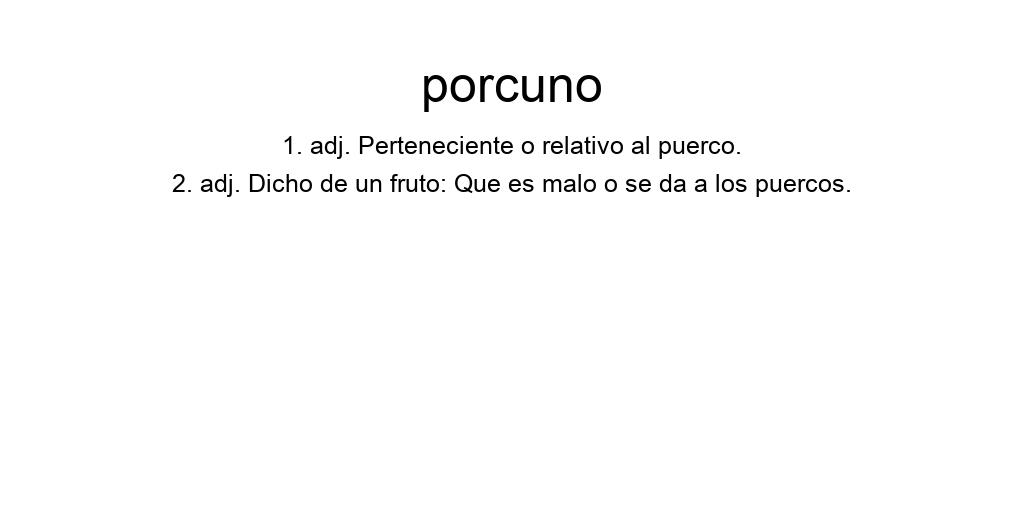 porcuno
1. adj. Perteneciente o relativo al puerco.
2. adj. Dicho de un fruto: Que es malo o se da a los puercos.